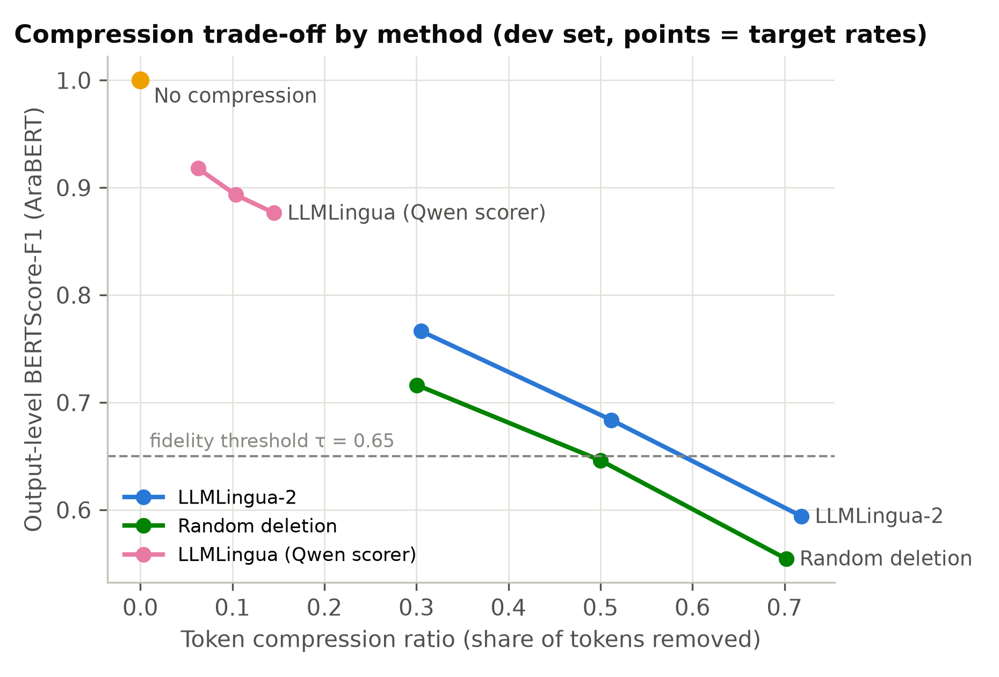 Compression trade-off by method (dev set, points = target rates)
Output-level BERTScore-F1 (AraBERT)
1.0
0.9
0.8
0.7
0.6
No compression
LLMLingua (Qwen scorer)
fidelity threshold τ = 0.65
LLMLingua-2
Random deletion
LLMLingua (Qwen scorer)
LLMLingua-2
Random deletion
0.0 0.1 0.2 0.3 0.4 0.5 0.6 0.7
Token compression ratio (share of tokens removed)